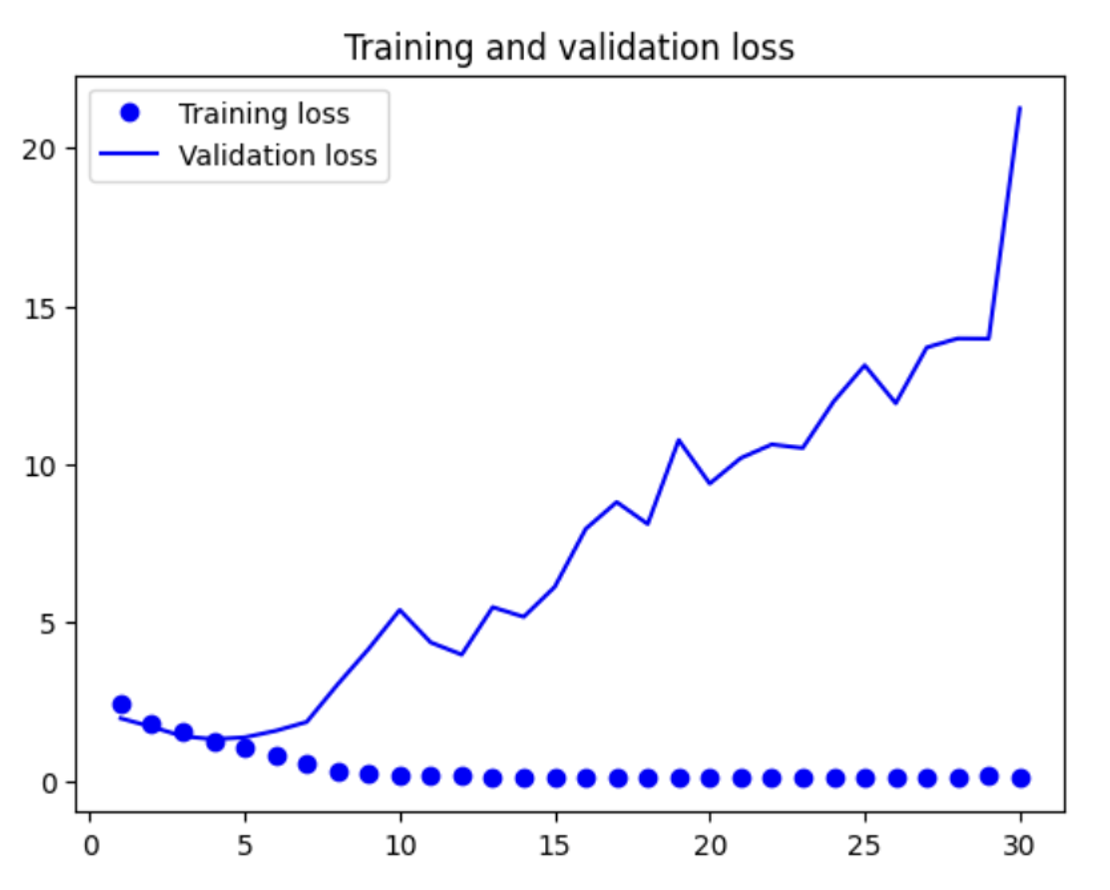 Training and validation loss
Training loss
Validation loss
20
15
10
5
0
0 5 10 15 20 25 30